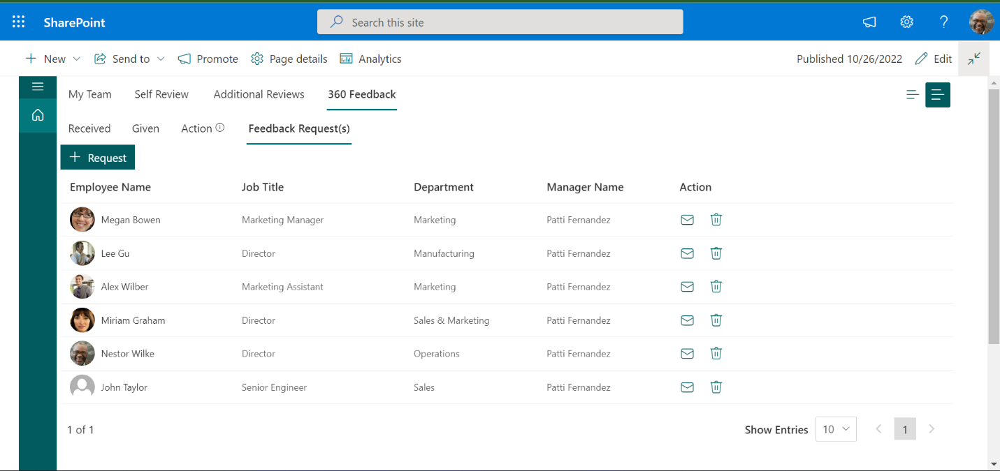 SharePoint Search this site
New Send to Promote Page details Analytics Published 10/26/2022 Edit
My Team Self Review Additional Reviews 360 Feedback
Received Given Action Feedback Request(s)
+ Request
Employee Name Job Title Department Manager Name Action
Megan Bowen Marketing Manager Marketing Patti Fernandez
Lee Gu Director Manufacturing Patti Fernandez
Alex Wilber Marketing Assistant Marketing Patti Fernandez
Miriam Graham Director Sales & Marketing Patti Fernandez
Nestor Wilke Director Operations Patti Fernandez
John Taylor Senior Engineer Sales Patti Fernandez
1 of 1 Show Entries 10 1